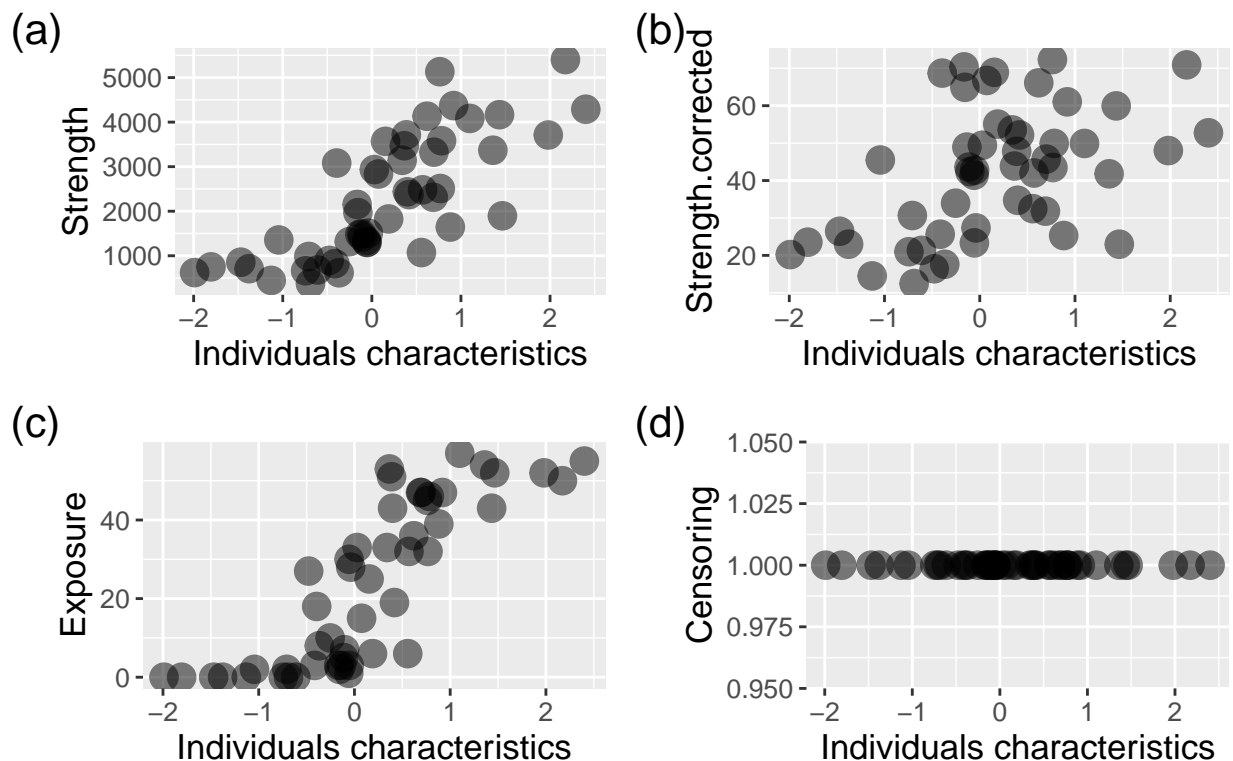 (a)
Strength
5000
4000
3000
2000
1000
−2 −1 0 1 2
Individuals characteristics
(b)
Strength.corrected
60
40
20
−2 −1 0 1 2
Individuals characteristics
(c)
Exposure
40
20
0
−2 −1 0 1 2
Individuals characteristics
(d)
Censoring
1.050
1.025
1.000
0.975
0.950
−2 −1 0 1 2
Individuals characteristics